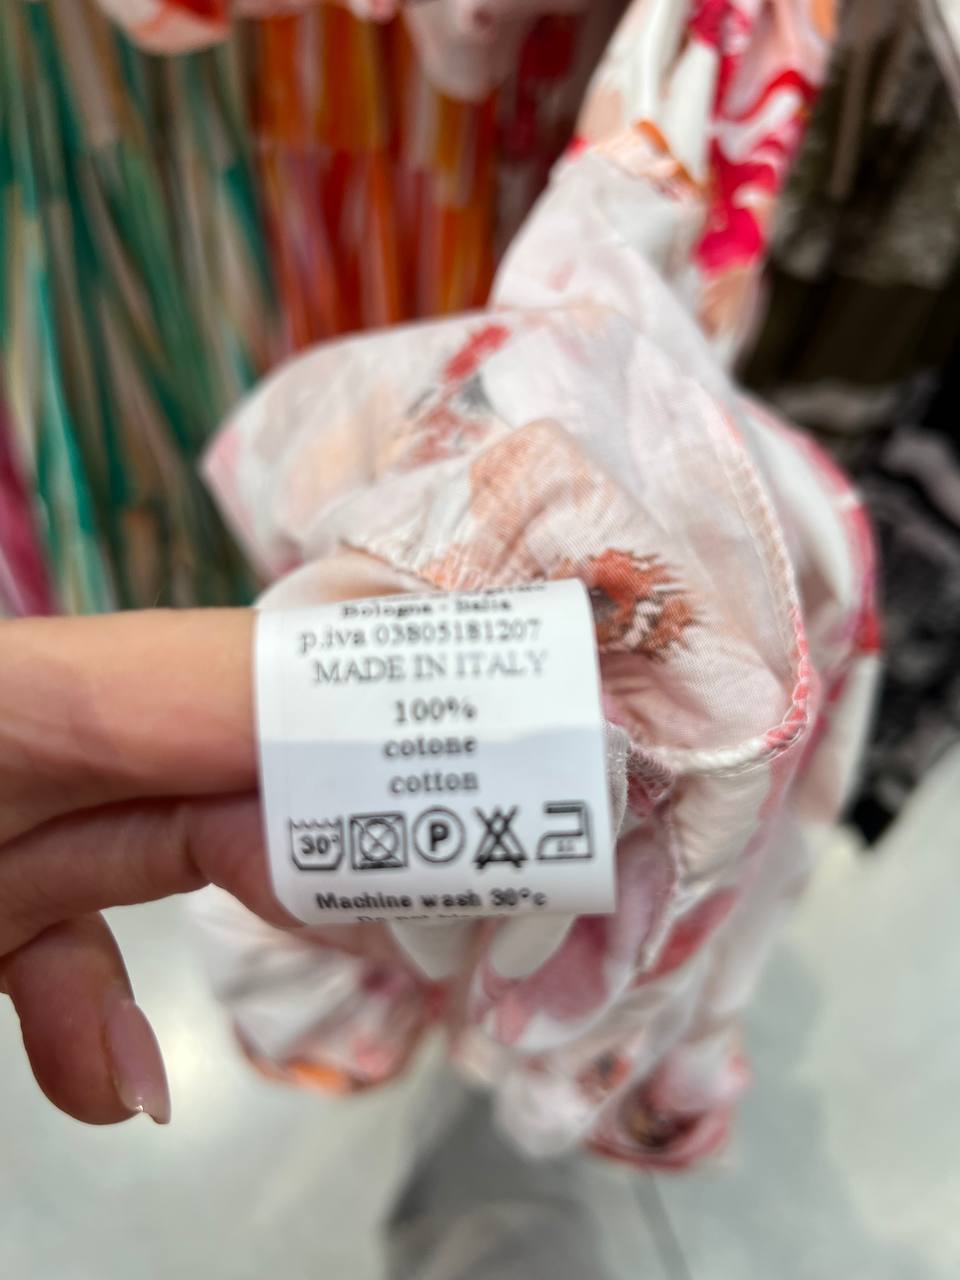 Bologna - Italia
p.iva 03805181207
MADE IN ITALY
100%
cotone
cotton
30° P
Machine wash 30°c